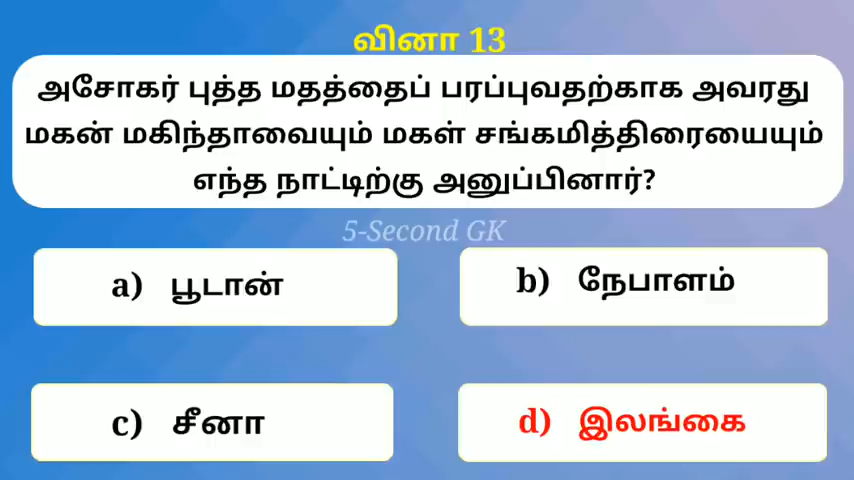 வினா 13
அசோகர் புத்த மதத்தைப் பரப்புவதற்காக அவரது
மகன் மகிந்தாவையும் மகள் சங்கமித்திரையையும்
எந்த நாட்டிற்கு அனுப்பினார்?
5-Second GK
a) பூடான்
b) நேபாளம்
c) சீனா
d) இலங்கை